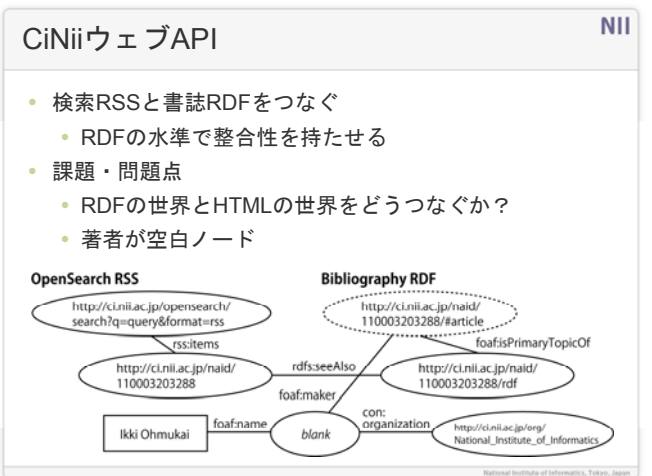 CiNiiウェブAPI
NII
検索RSSと書誌RDFをつなぐ
RDFの水準で整合性を持たせる
課題・問題点
RDFの世界とHTMLの世界をどうつなぐか？
著者が空白ノード
OpenSearch RSS
Bibliography RDF
http://ci.nii.ac.jp/opensearch/
search?q=query&format=rss
http://ci.nii.ac.jp/naid/
110003203288/#article
rss:items
foaf:isPrimaryTopicOf
http://ci.nii.ac.jp/naid/
110003203288
rdfs:seeAlso
http://ci.nii.ac.jp/naid/
110003203288/rdf
foaf:maker
Ikki Ohmukai
foaf:name
blank
con:
organization
http://ci.nii.ac.jp/org/
National_Institute_of_Informatics
National Institute of Informatics, Tokyo, Japan